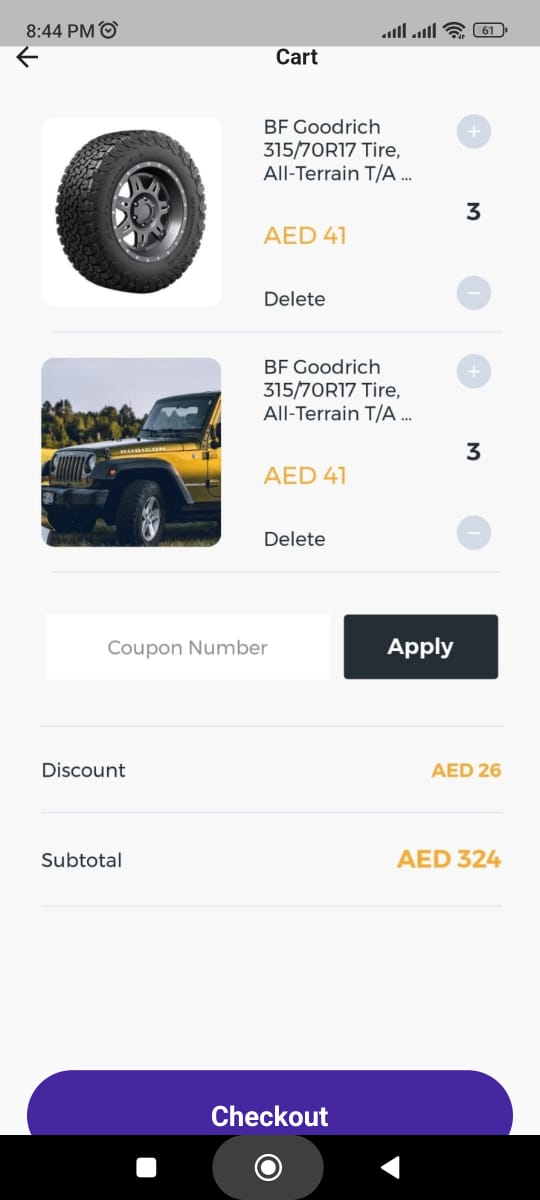 8:44 PM
61
Cart
BF Goodrich
315/70R17 Tire,
All-Terrain T/A ...
3
AED 41
Delete
RUBICON
BF Goodrich
315/70R17 Tire,
All-Terrain T/A ...
3
AED 41
Delete
Coupon Number
Apply
Discount
AED 26
Subtotal
AED 324
Checkout